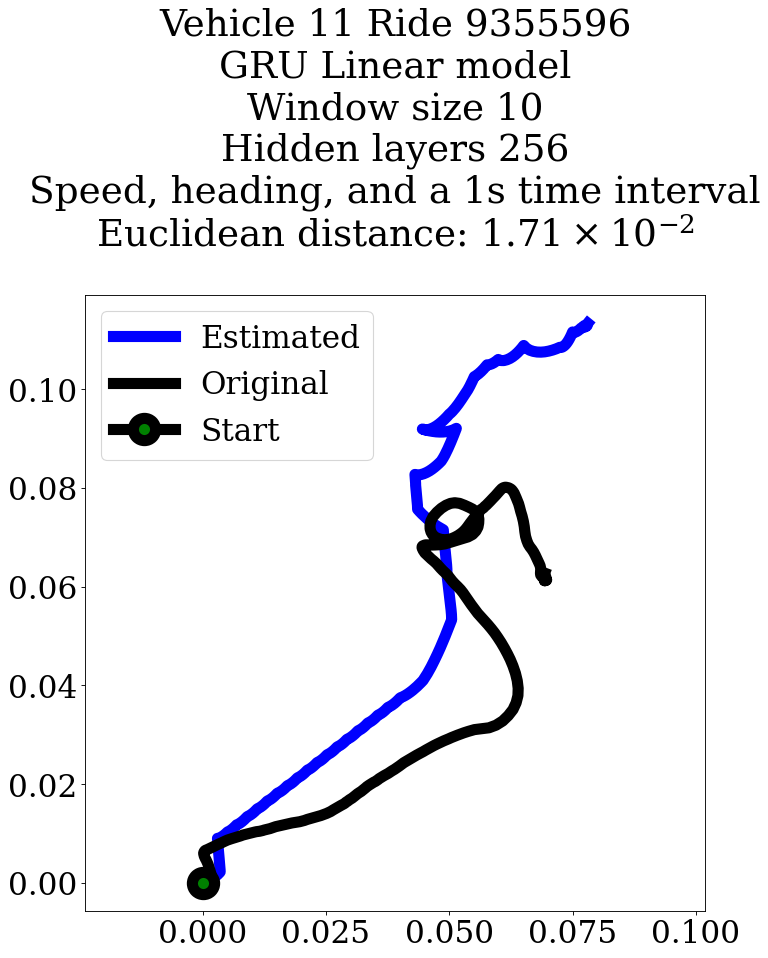 Vehicle 11 Ride 9355596
GRU Linear model
Window size 10
Hidden layers 256
Speed, heading, and a 1s time interval
Euclidean distance: 1.71 × 10⁻²
Estimated
Original
Start
0.10
0.08
0.06
0.04
0.02
0.00
0.000 0.025 0.050 0.075 0.100